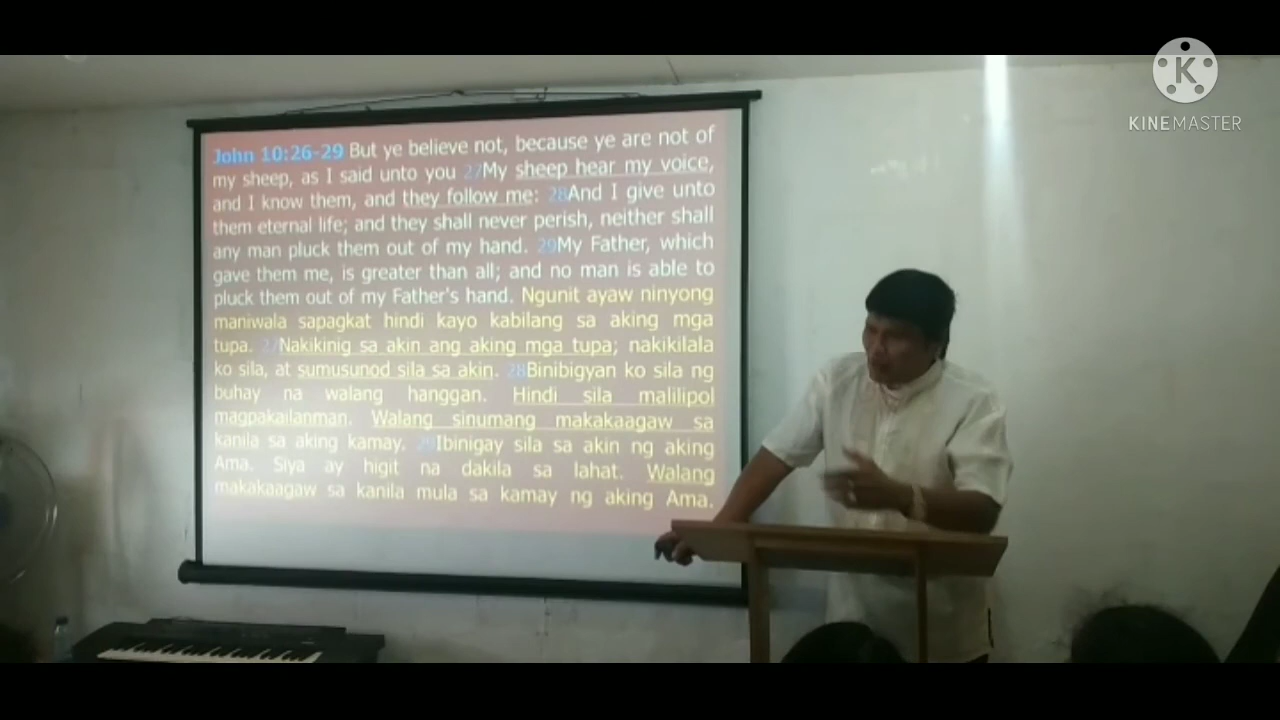 John 10:26-29 But ye believe not, because ye are not of
my sheep, as I said unto you 27My sheep hear my voice,
and I know them, and they follow me: 28And I give unto
them eternal life; and they shall never perish, neither shall
any man pluck them out of my hand. 29My Father, which
gave them me, is greater than all; and no man is able to
pluck them out of my Father's hand. Ngunit ayaw ninyong
maniwala sapagkat hindi kayo kabilang sa aking mga
tupa. 27Nakikinig sa akin ang aking mga tupa; nakikilala
ko sila, at sumusunod sila sa akin. 28Binibigyan ko sila ng
buhay na walang hanggan. Hindi sila malilipol
magpakailanman. Walang sinumang makakaagaw sa
kanila sa aking kamay. 29Ibinigay sila sa akin ng aking
Ama. Siya ay higit na dakila sa lahat. Walang
makakaagaw sa kanila mula sa kamay ng aking Ama.
K
KINEMASTER